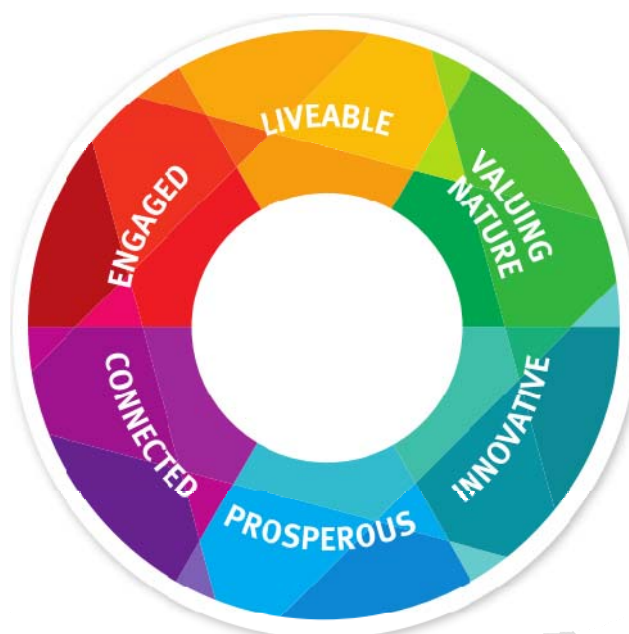 LIVEABLE
VALUING
NATURE
INNOVATIVE
PROSPEROUS
CONNECTED
ENGAGED